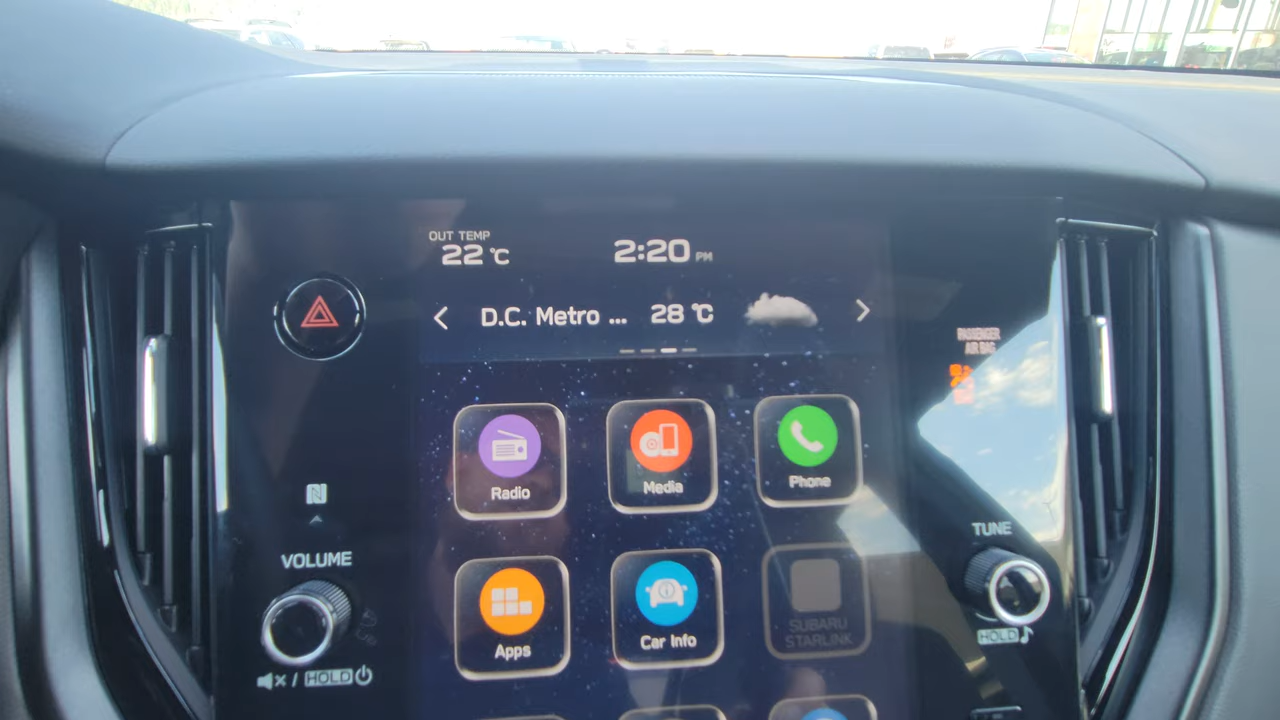 OUT TEMP
22 °C
2:20 PM
D.C. Metro ...
28 °C
PASSENGER
AIR BAG
Radio
Media
Phone
N
VOLUME
TUNE
Apps
Car Info
SUBARU
STARLINK
HOLD
/ HOLD